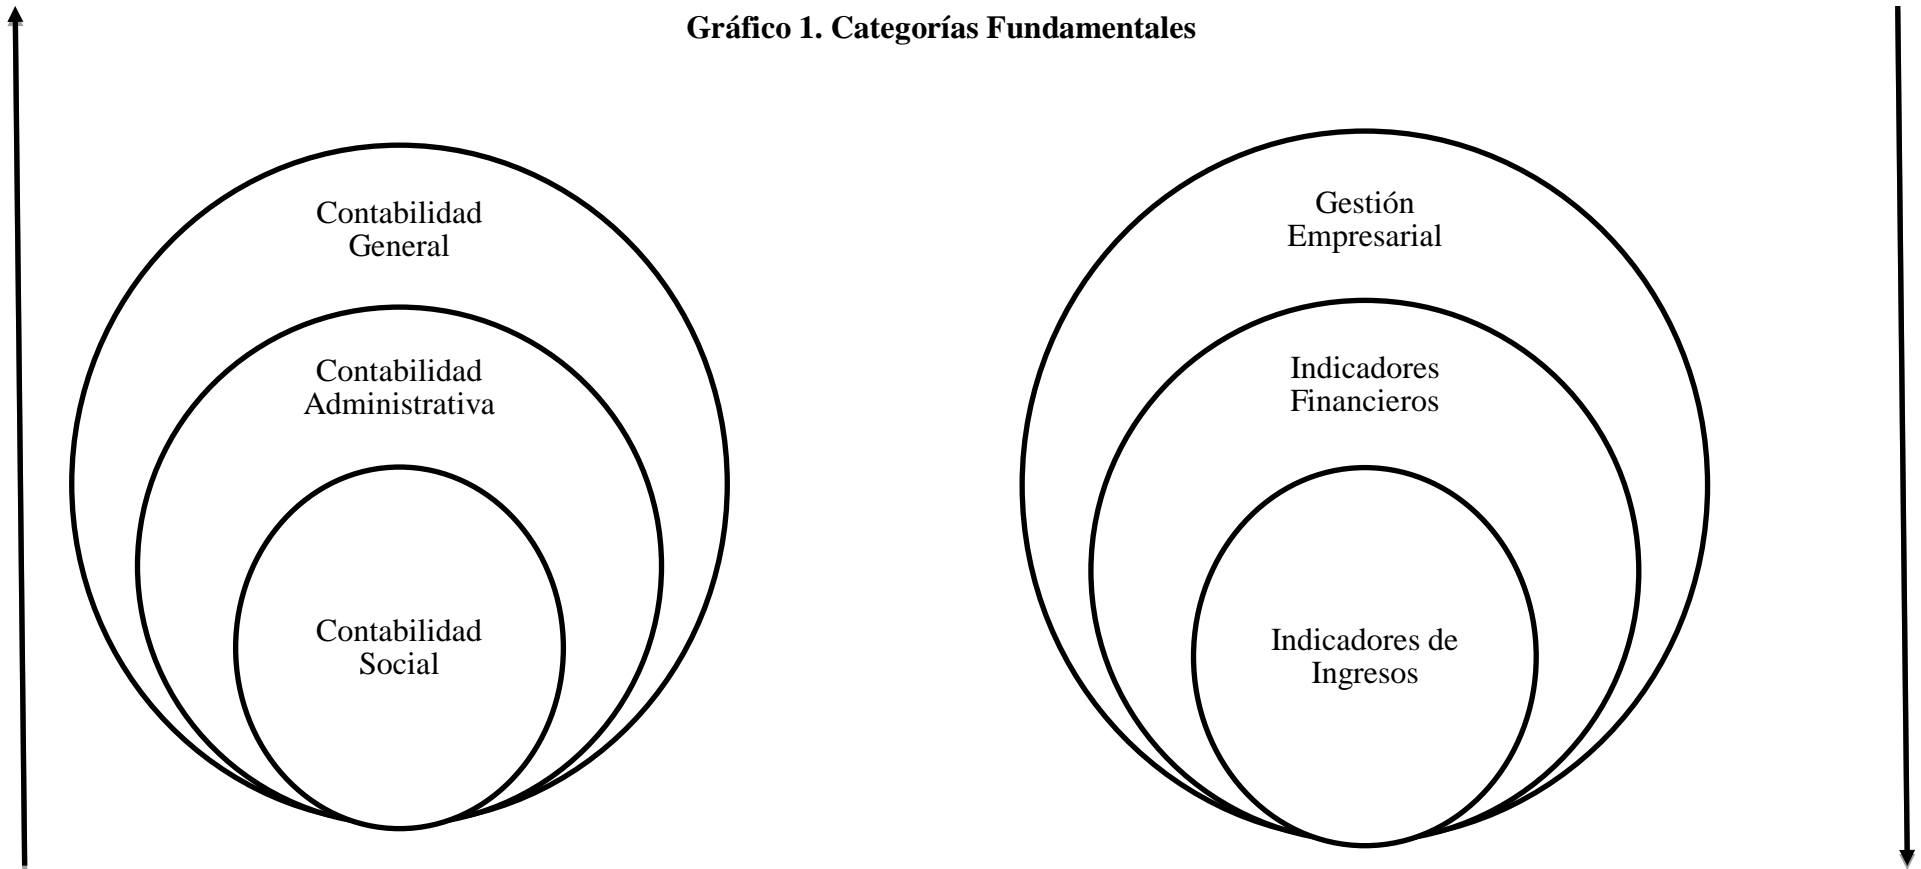 Gráfico 1. Categorías Fundamentales
Contabilidad
General
Contabilidad
Administrativa
Contabilidad
Social
Gestión
Empresarial
Indicadores
Financieros
Indicadores de
Ingresos